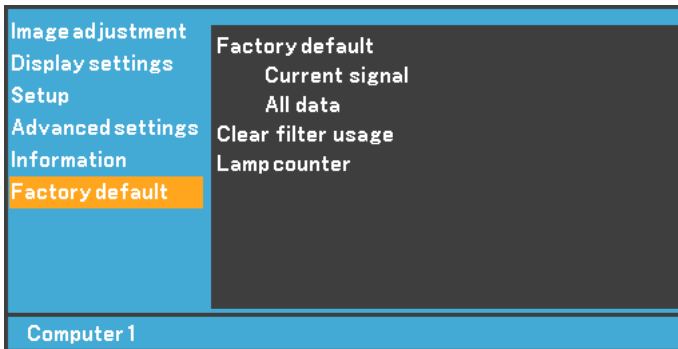 Image adjustment
Display settings
Setup
Advanced settings
Information
Factory default
Factory default
Current signal
All data
Clear filter usage
Lamp counter
Computer 1